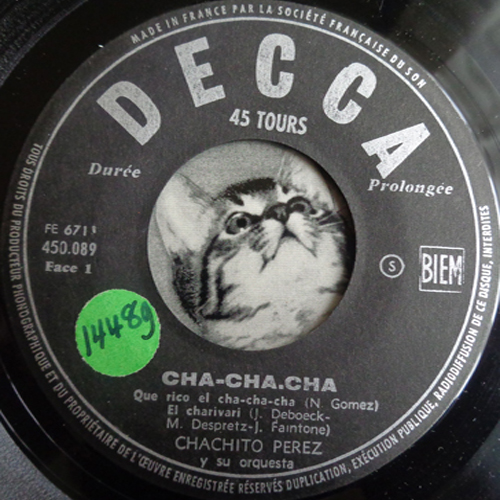 MADE IN FRANCE PAR LA SOCIÉTÉ FRANÇAISE DU SON
DECCA
45 TOURS
Durée
Prolongée
FE 671
450.089
Face 1
S
BIEM
14489
CHA-CHA.CHA
Que rico el cha-cha-cha (N. Gomez)
El charivari (J. Deboeck-
M. Despretz-J. Faintone)
CHACHITO PEREZ
y su orquesta
TOUS DROITS DU PRODUCTEUR PHONOGRAPHIQUE ET DU PROPRIÉTAIRE DE L'ŒUVRE ENREGISTRÉE RÉSERVÉS DUPLICATION, EXÉCUTION PUBLIQUE, RADIODIFFUSION DE CE DISQUE, INTERDITES